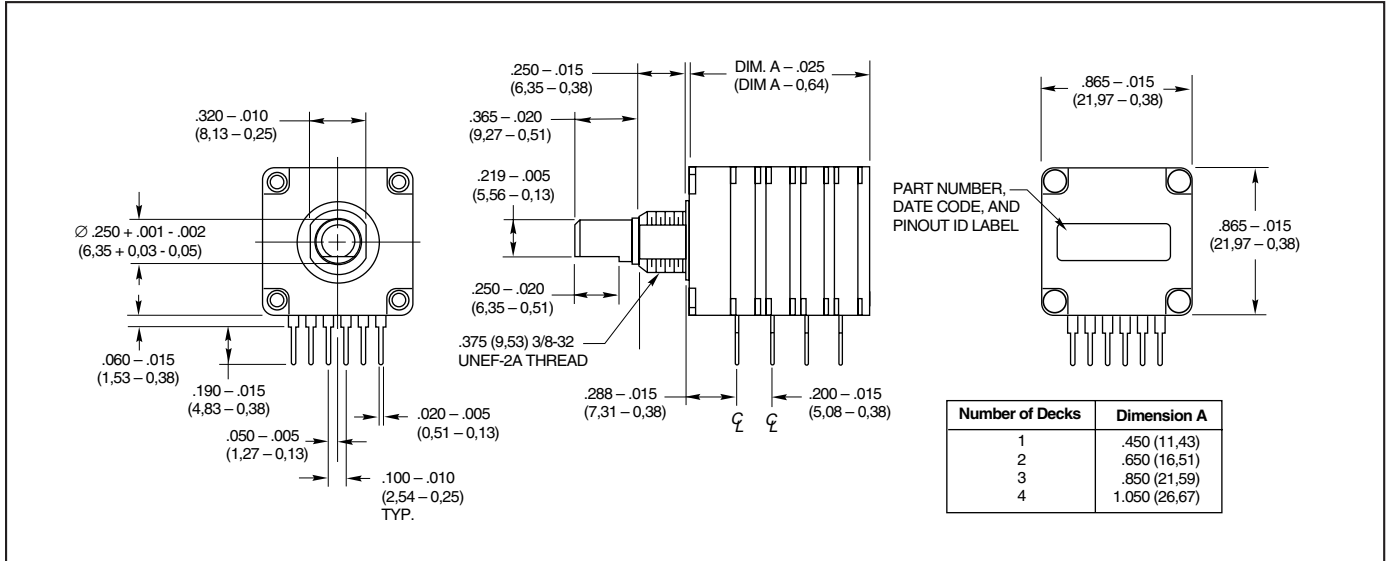 .320 – .010
(8,13 – 0,25)
Ø .250 + .001 - .002
(6,35 + 0,03 - 0,05)
.060 – .015
(1,53 – 0,38)
.190 – .015
(4,83 – 0,38)
.050 – .005
(1,27 – 0,13)
.020 – .005
(0,51 – 0,13)
.100 – .010
(2,54 – 0,25)
TYP.
.250 – .015
(6,35 – 0,38)
DIM. A – .025
(DIM A – 0,64)
.365 – .020
(9,27 – 0,51)
.219 – .005
(5,56 – 0,13)
.250 – .020
(6,35 – 0,51)
.375 (9,53) 3/8-32
UNEF-2A THREAD
.288 – .015
(7,31 – 0,38)
℄ ℄
.200 – .015
(5,08 – 0,38)
.865 – .015
(21,97 – 0,38)
PART NUMBER,
DATE CODE, AND
PINOUT ID LABEL
.865 – .015
(21,97 – 0,38)
Number of Decks Dimension A
1 .450 (11,43)
2 .650 (16,51)
3 .850 (21,59)
4 1.050 (26,67)